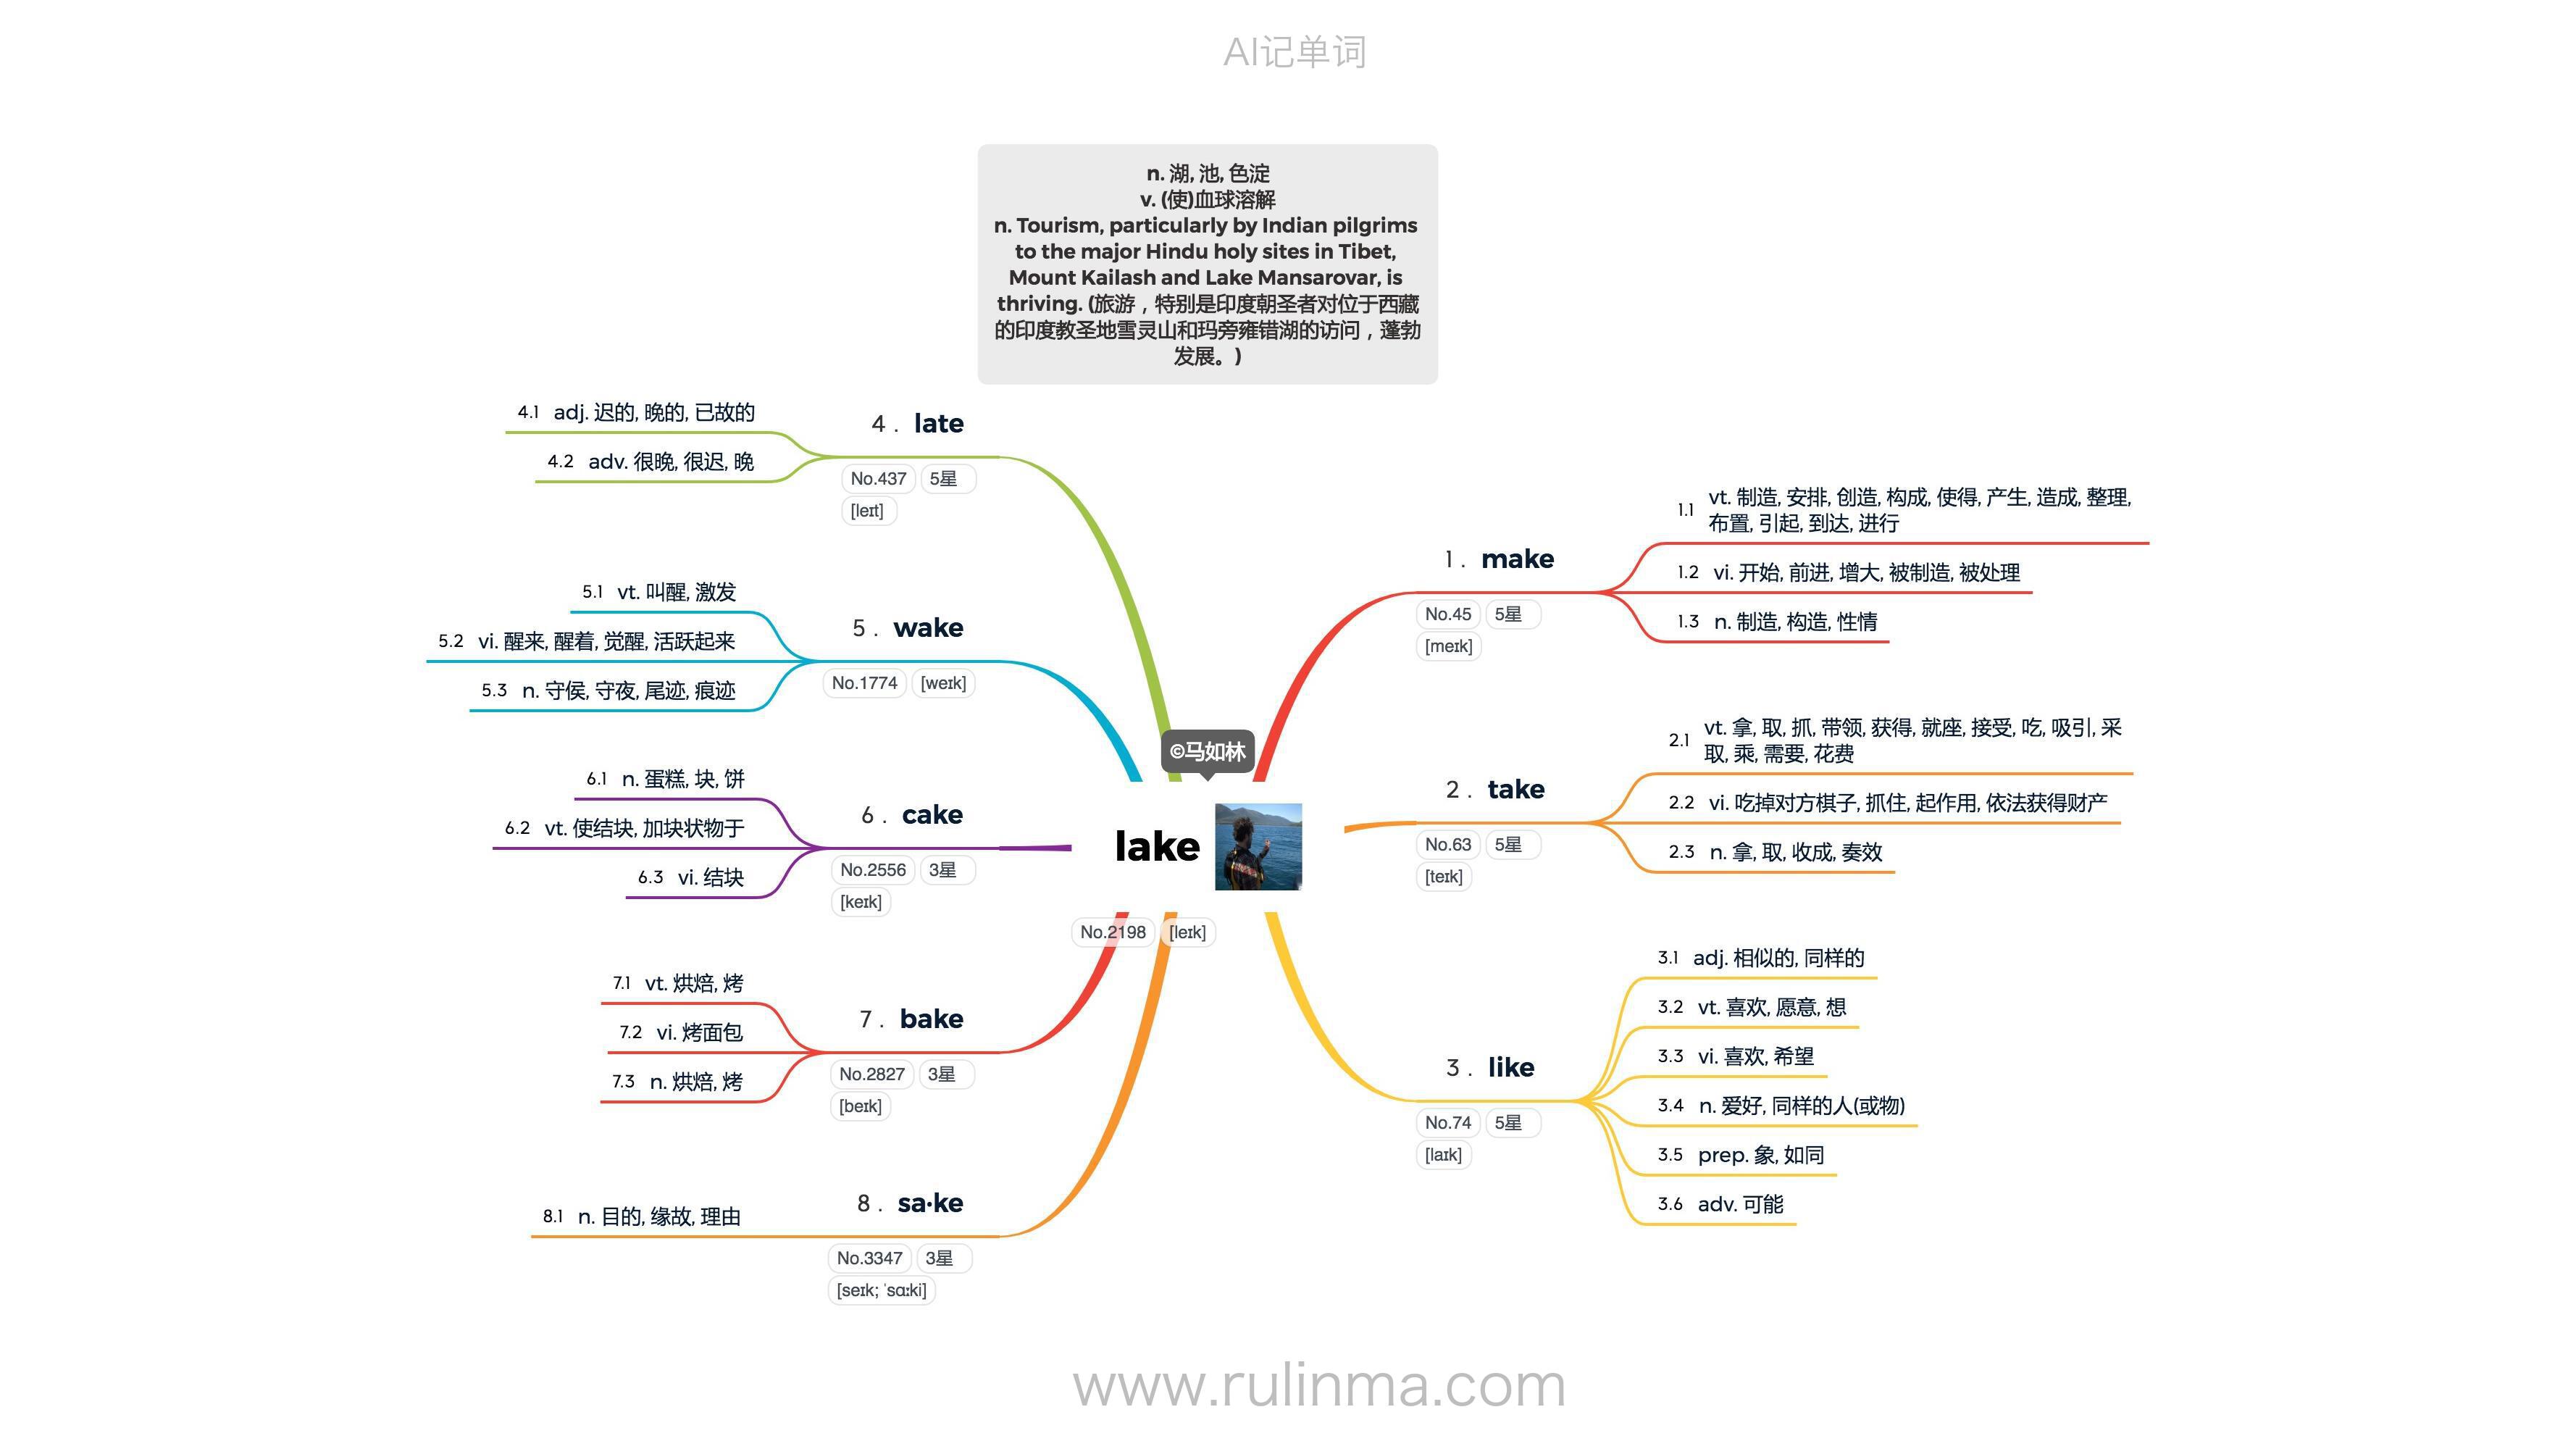 AI记单词
n. 湖, 池, 色淀
v. (使)血球溶解
n. Tourism, particularly by Indian pilgrims
to the major Hindu holy sites in Tibet,
Mount Kailash and Lake Mansarovar, is
thriving. (旅游，特别是印度朝圣者对位于西藏
的印度教圣地雪灵山和玛旁雍错湖的访问，蓬勃
发展。)
©马如林
lake
No.2198 [leɪk]
1. make
No.45 5星
[meɪk]
1.1 vt. 制造, 安排, 创造, 构成, 使得, 产生, 造成, 整理,
布置, 引起, 到达, 进行
1.2 vi. 开始, 前进, 增大, 被制造, 被处理
1.3 n. 制造, 构造, 性情
2. take
No.63 5星
[teɪk]
2.1 vt. 拿, 取, 抓, 带领, 获得, 就座, 接受, 吃, 吸引, 采
取, 乘, 需要, 花费
2.2 vi. 吃掉对方棋子, 抓住, 起作用, 依法获得财产
2.3 n. 拿, 取, 收成, 奏效
3. like
No.74 5星
[laɪk]
3.1 adj. 相似的, 同样的
3.2 vt. 喜欢, 愿意, 想
3.3 vi. 喜欢, 希望
3.4 n. 爱好, 同样的人(或物)
3.5 prep. 象, 如同
3.6 adv. 可能
4. late
No.437 5星
[leɪt]
4.1 adj. 迟的, 晚的, 已故的
4.2 adv. 很晚, 很迟, 晚
5. wake
No.1774 [weɪk]
5.1 vt. 叫醒, 激发
5.2 vi. 醒来, 醒着, 觉醒, 活跃起来
5.3 n. 守侯, 守夜, 尾迹, 痕迹
6. cake
No.2556 3星
[keɪk]
6.1 n. 蛋糕, 块, 饼
6.2 vt. 使结块, 加块状物于
6.3 vi. 结块
7. bake
No.2827 3星
[beɪk]
7.1 vt. 烘焙, 烤
7.2 vi. 烤面包
7.3 n. 烘焙, 烤
8. sa·ke
No.3347 3星
[seɪk; ˈsɑːki]
8.1 n. 目的, 缘故, 理由
www.rulinma.com